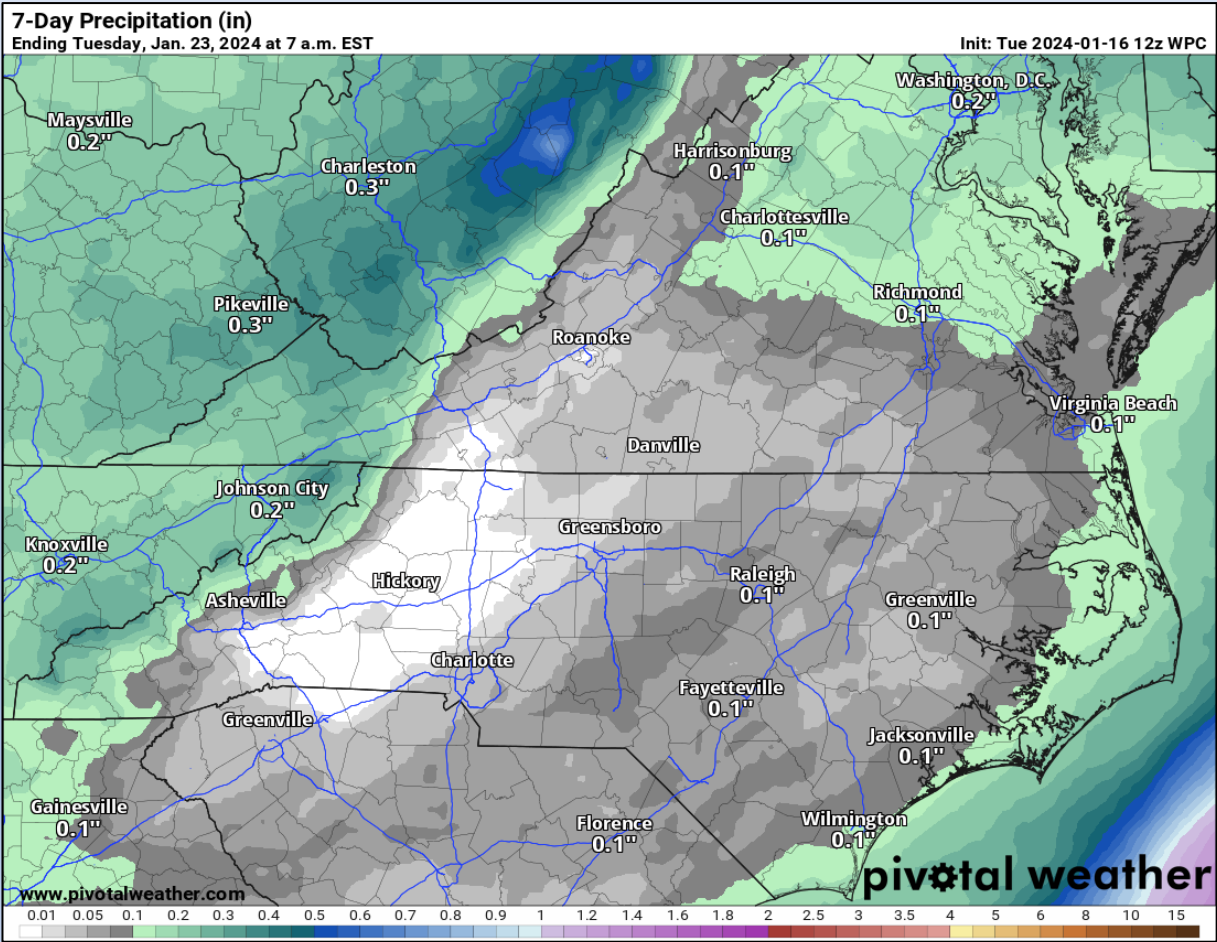 7-Day Precipitation (in)
Ending Tuesday, Jan. 23, 2024 at 7 a.m. EST
Init: Tue 2024-01-16 12z WPC
Washington, D.C.
0.2"
Maysville
0.2"
Charleston
0.3"
Harrisonburg
0.1"
Charlottesville
0.1"
Pikeville
0.3"
Richmond
0.1"
Roanoke
Virginia Beach
0.1"
Danville
Johnson City
0.2"
Greensboro
Knoxville
0.2"
Hickory
Raleigh
0.1"
Asheville
Greenville
0.1"
Charlotte
Fayetteville
0.1"
Greenville
Jacksonville
0.1"
Gainesville
0.1"
Florence
0.1"
Wilmington
0.1"
pivotal weather
www.pivotalweather.com
0.01 0.05 0.1 0.2 0.3 0.4 0.5 0.6 0.7 0.8 0.9 1 1.2 1.4 1.6 1.8 2 2.5 3 3.5 4 5 6 8 10 15